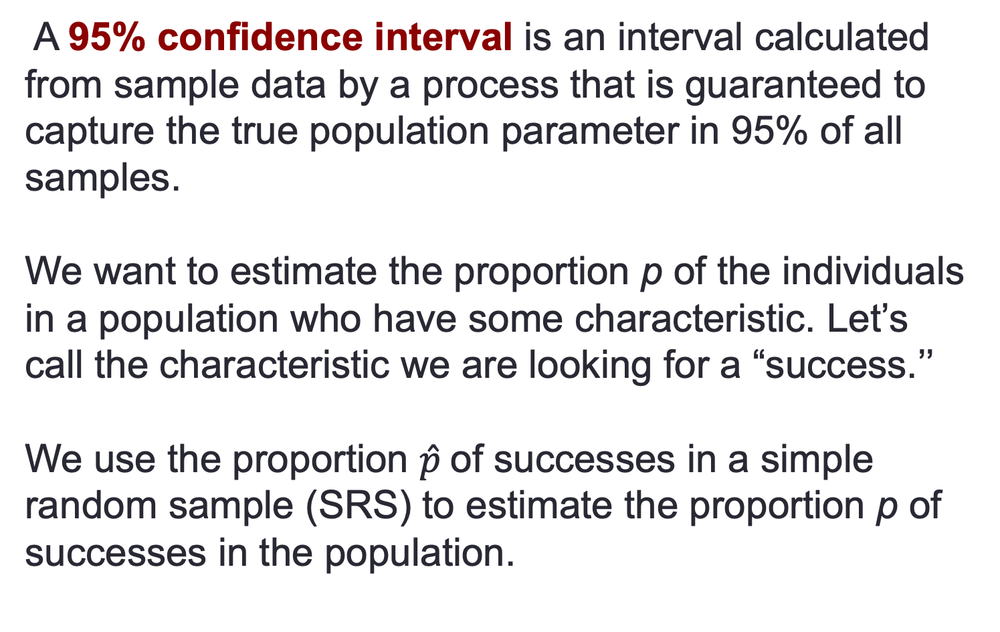 A 95% confidence interval is an interval calculated
from sample data by a process that is guaranteed to
capture the true population parameter in 95% of all
samples.
We want to estimate the proportion p of the individuals
in a population who have some characteristic. Let’s
call the characteristic we are looking for a “success.”
We use the proportion p̂ of successes in a simple
random sample (SRS) to estimate the proportion p of
successes in the population.